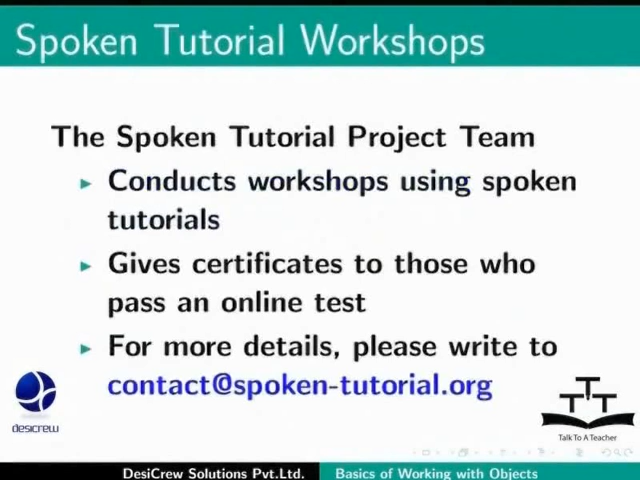 Spoken Tutorial Workshops
The Spoken Tutorial Project Team
Conducts workshops using spoken
tutorials
Gives certificates to those who
pass an online test
For more details, please write to
contact@spoken-tutorial.org
desicrew
TTT
Talk To A Teacher
DesiCrew Solutions Pvt.Ltd.
Basics of Working with Objects